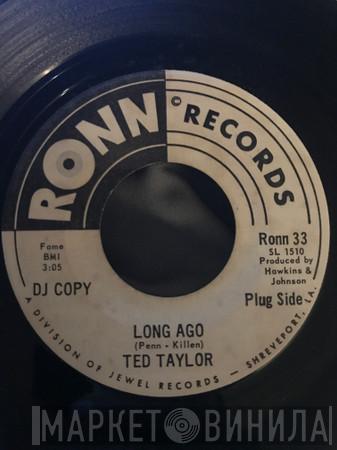 RONN RECORDS
©
Fame
BMI
3:05
DJ COPY
Ronn 33
SL 1510
Produced by
Hawkins &
Johnson
Plug Side
LONG AGO
(Penn - Killen)
TED TAYLOR
A DIVISION OF JEWEL RECORDS - SHREVEPORT, LA.
МАРКЕТ ВИНИЛА